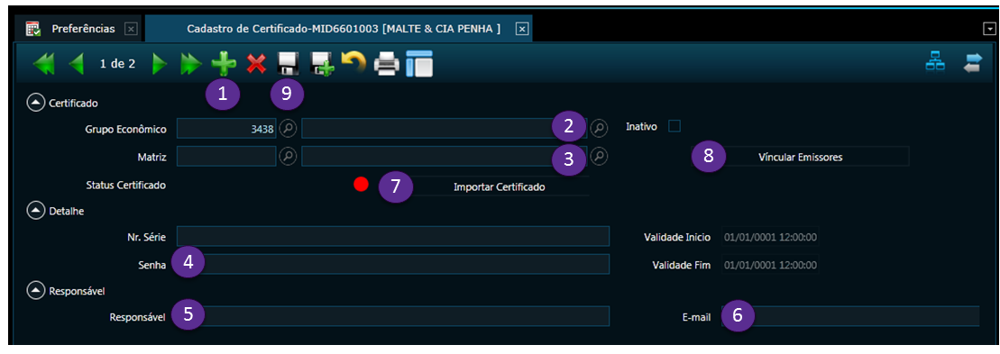 Preferências
Cadastro de Certificado-MID6601003 [MALTE & CIA PENHA ]
1 de 2
1
9
Certificado
Grupo Econômico 3438 2 Inativo
Matriz 3 8 Víncular Emissores
Status Certificado 7 Importar Certificado
Detalhe
Nr. Série Validade Início 01/01/0001 12:00:00
Senha 4 Validade Fim 01/01/0001 12:00:00
Responsável
Responsável 5 E-mail 6